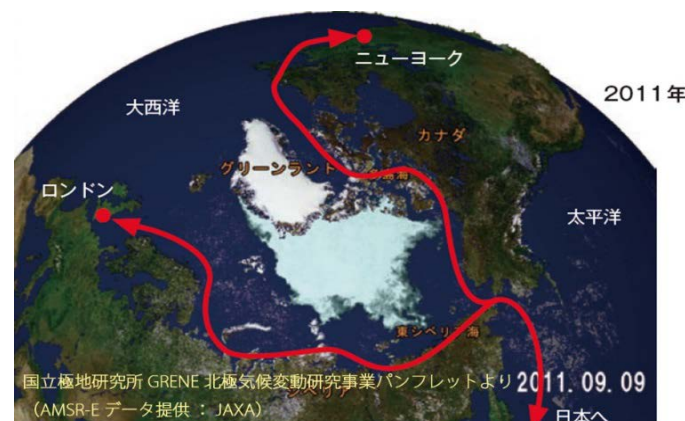 ニューヨーク
2011年
大西洋
カナダ
グリーンランド
ロンドン
太平洋
東シベリア海
国立極地研究所 GRENE 北極気候変動研究事業パンフレットより
2011. 09. 09
シベリア
(AMSR-E データ提供 : JAXA)
日本へ